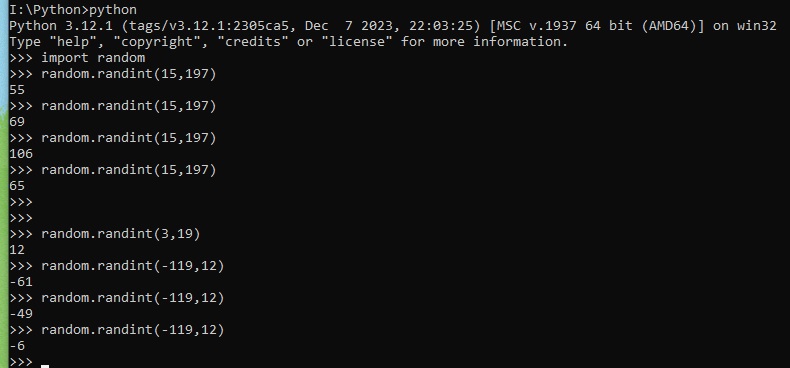 I:\Python>python
Python 3.12.1 (tags/v3.12.1:2305ca5, Dec  7 2023, 22:03:25) [MSC v.1937 64 bit (AMD64)] on win32
Type "help", "copyright", "credits" or "license" for more information.
>>> import random
>>> random.randint(15,197)
55
>>> random.randint(15,197)
69
>>> random.randint(15,197)
106
>>> random.randint(15,197)
65
>>>
>>>
>>> random.randint(3,19)
12
>>> random.randint(-119,12)
-61
>>> random.randint(-119,12)
-49
>>> random.randint(-119,12)
-6
>>>